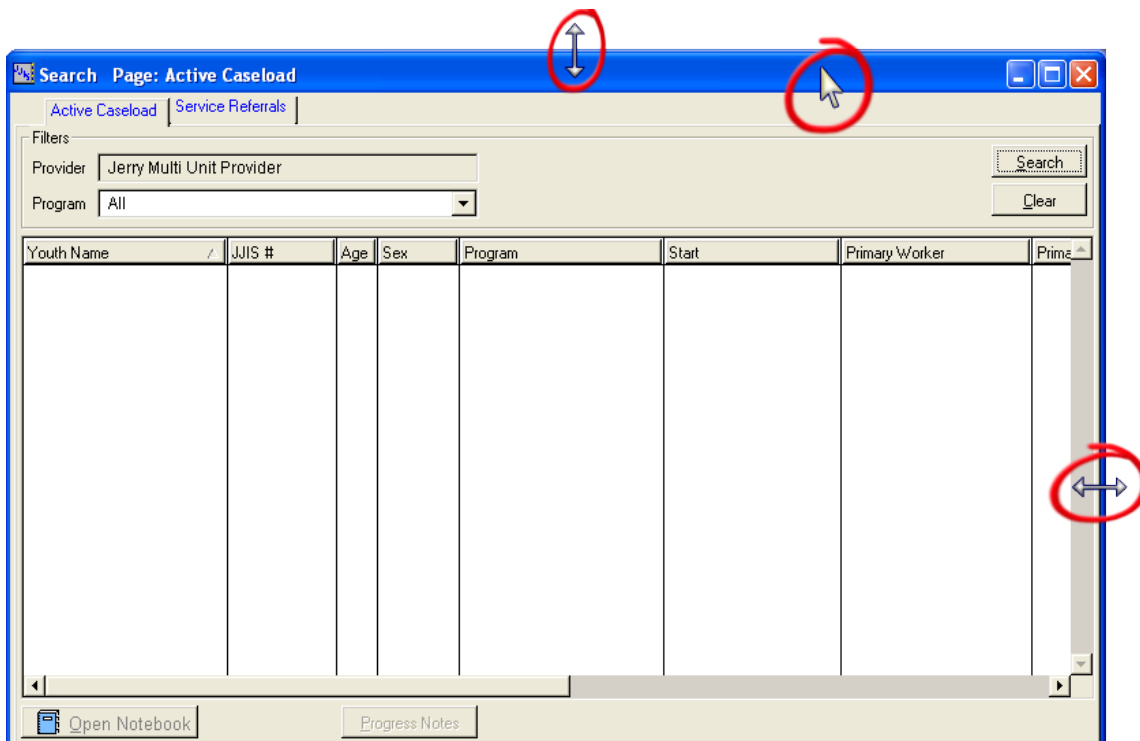 Search Page: Active Caseload
Active Caseload Service Referrals
Filters
Provider Jerry Multi Unit Provider Search
Program All Clear
Youth Name JJIS # Age Sex Program Start Primary Worker Prima
Open Notebook Progress Notes